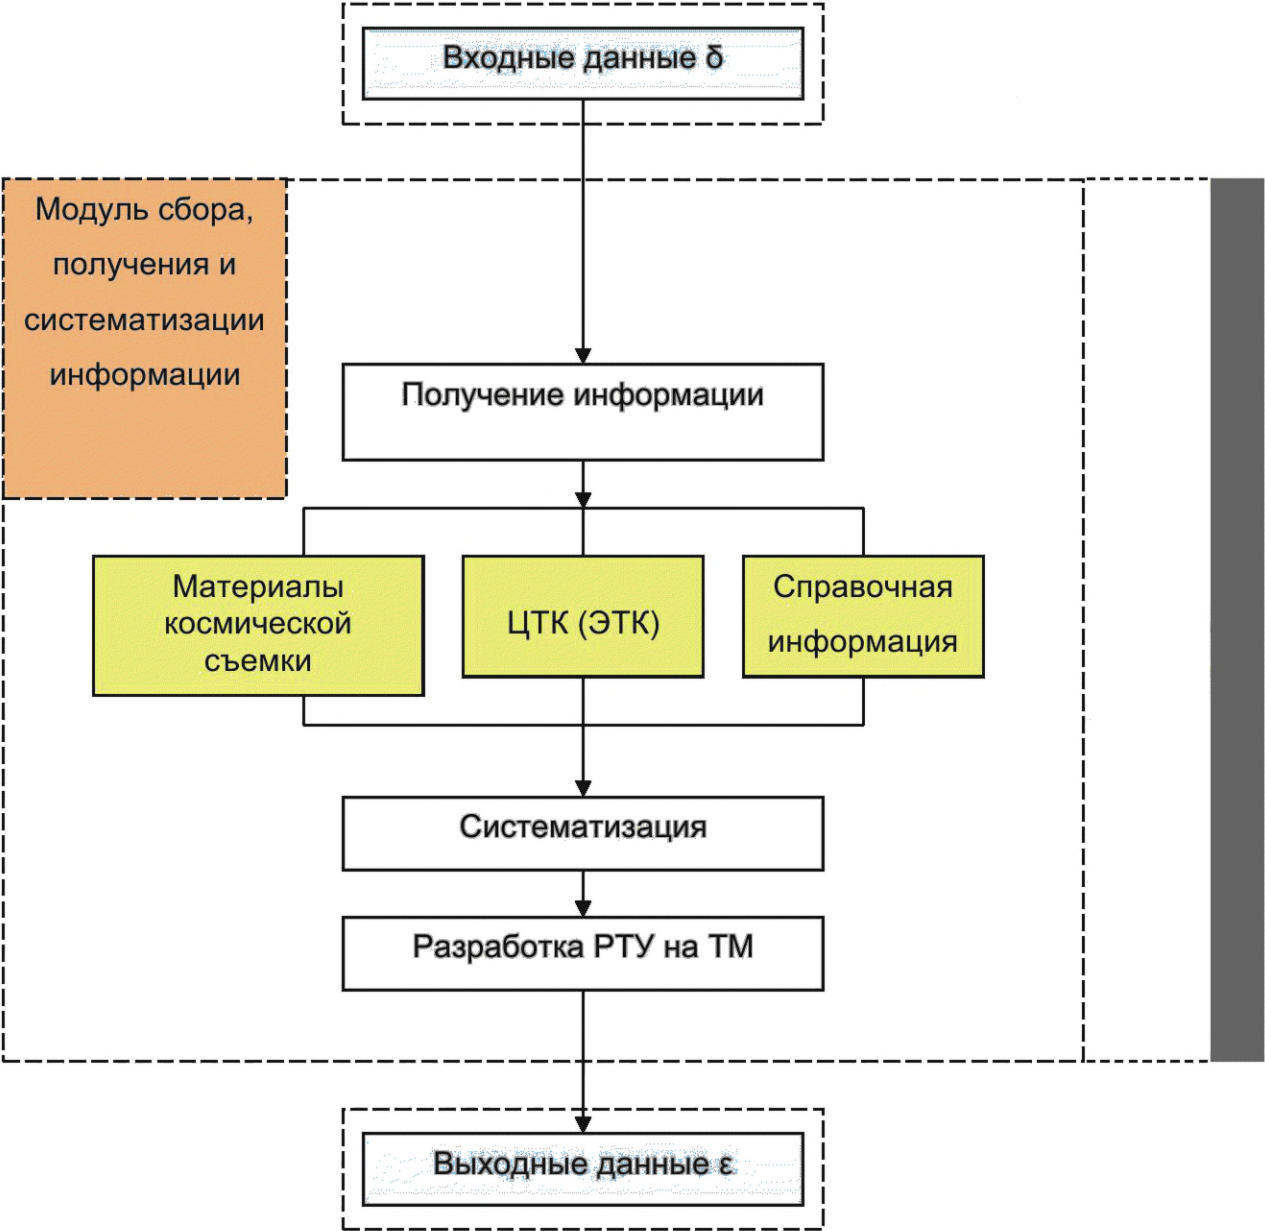 Входные данные δ
Модуль сбора,
получения и
систематизации
информации
Получение информации
Материалы
космической
съемки
ЦТК (ЭТК)
Справочная
информация
Систематизация
Разработка РТУ на ТМ
Выходные данные ε